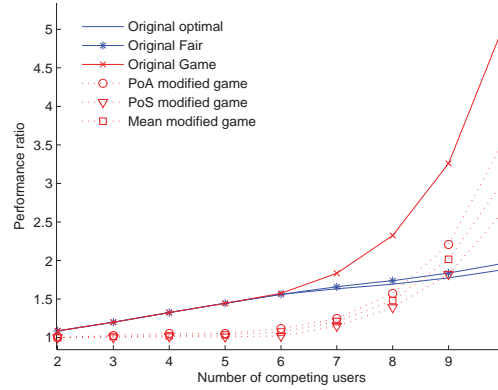 Original optimal
Original Fair
Original Game
PoA modified game
PoS modified game
Mean modified game
5
4.5
4
3.5
3
2.5
2
1.5
1
Performance ratio
2 3 4 5 6 7 8 9
Number of competing users